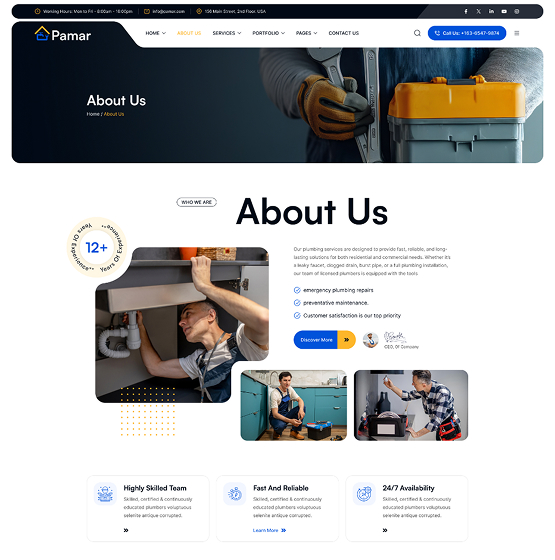 Working Hours: Mon to Fri - 8:00am - 18:00pm
info@pamar.com
156 Main Street, 2nd Floor, USA
Pamar
HOME
ABOUT US
SERVICES
PORTFOLIO
PAGES
CONTACT US
Call Us: +163-6547-9874
About Us
Home / About Us
WHO WE ARE
About Us
Years Of Experience
12+
Years Of Experience
Our plumbing services are designed to provide fast, reliable, and long-
lasting solutions for both residential and commercial needs. Whether it's
a leaky faucet, clogged drain, burst pipe, or a full plumbing installation,
our team of licensed plumbers is equipped with the tools
emergency plumbing repairs
preventative maintenance.
Customer satisfaction is our top priority
Discover More
CEO, Of
Highly Skilled Team
Skilled, certified & continuously
educated plumbers voluptuous
selenite antique corrupted.
Fast And Reliable
Skilled, certified & continuously
educated plumbers voluptuous
selenite antique corrupted.
Learn More
24/7 Availability
Skilled, certified & continuously
educated plumbers voluptuous
selenite antique corrupted.